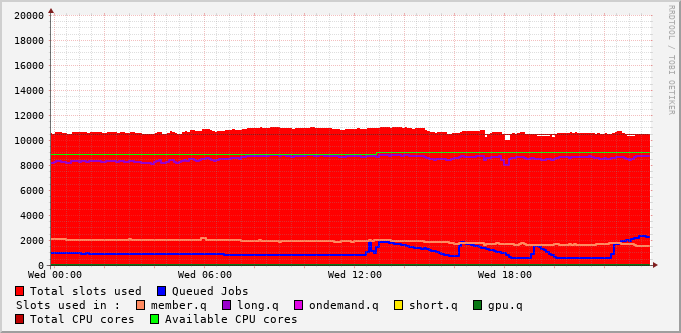 20000
18000
16000
14000
12000
10000
8000
6000
4000
2000
0
Wed 00:00 Wed 06:00 Wed 12:00 Wed 18:00
RRDTOOL / TOBI OETIKER
Total slots used Queued Jobs
Slots used in : member.q long.q ondemand.q short.q gpu.q
Total CPU cores Available CPU cores